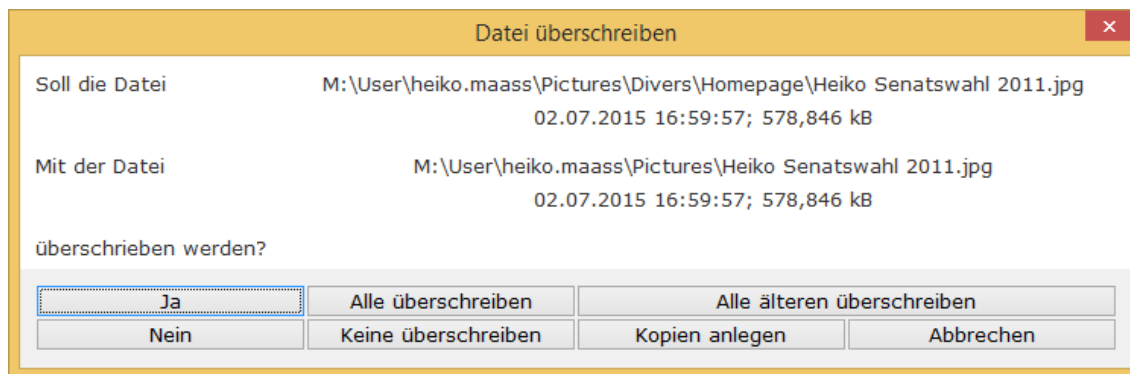 Datei überschreiben
Soll die Datei M:\User\heiko.maass\Pictures\Divers\Homepage\Heiko Senatswahl 2011.jpg
02.07.2015 16:59:57; 578,846 kB
Mit der Datei M:\User\heiko.maass\Pictures\Heiko Senatswahl 2011.jpg
02.07.2015 16:59:57; 578,846 kB
überschrieben werden?
Ja Alle überschreiben Alle älteren überschreiben
Nein Keine überschreiben Kopien anlegen Abbrechen